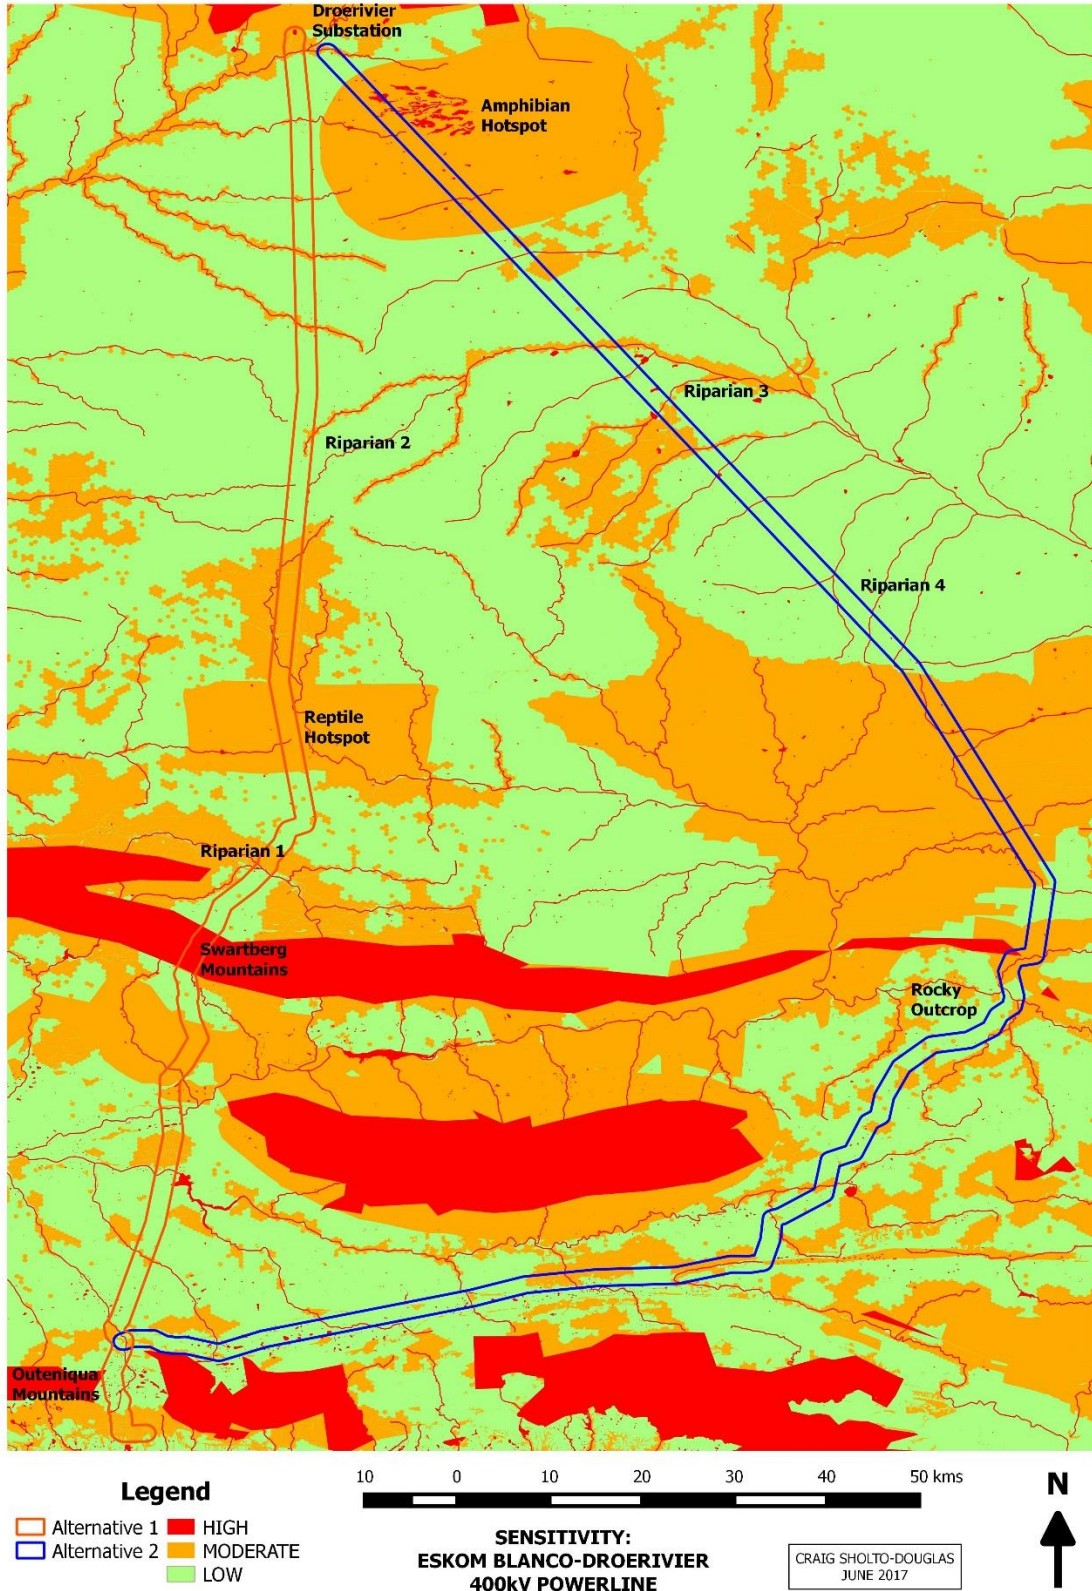 Droerivier
Substation
Amphibian
Hotspot
Riparian 3
Riparian 2
Riparian 4
Reptile
Hotspot
Riparian 1
Swartberg
Mountains
Rocky
Outcrop
Outeniqua
Mountains
Legend
Alternative 1
Alternative 2
HIGH
MODERATE
LOW
10 0 10 20 30 40 50 kms
SENSITIVITY:
ESKOM BLANCO-DROERIVIER
400kV POWERLINE
CRAIG SHOLTO-DOUGLAS
JUNE 2017
N